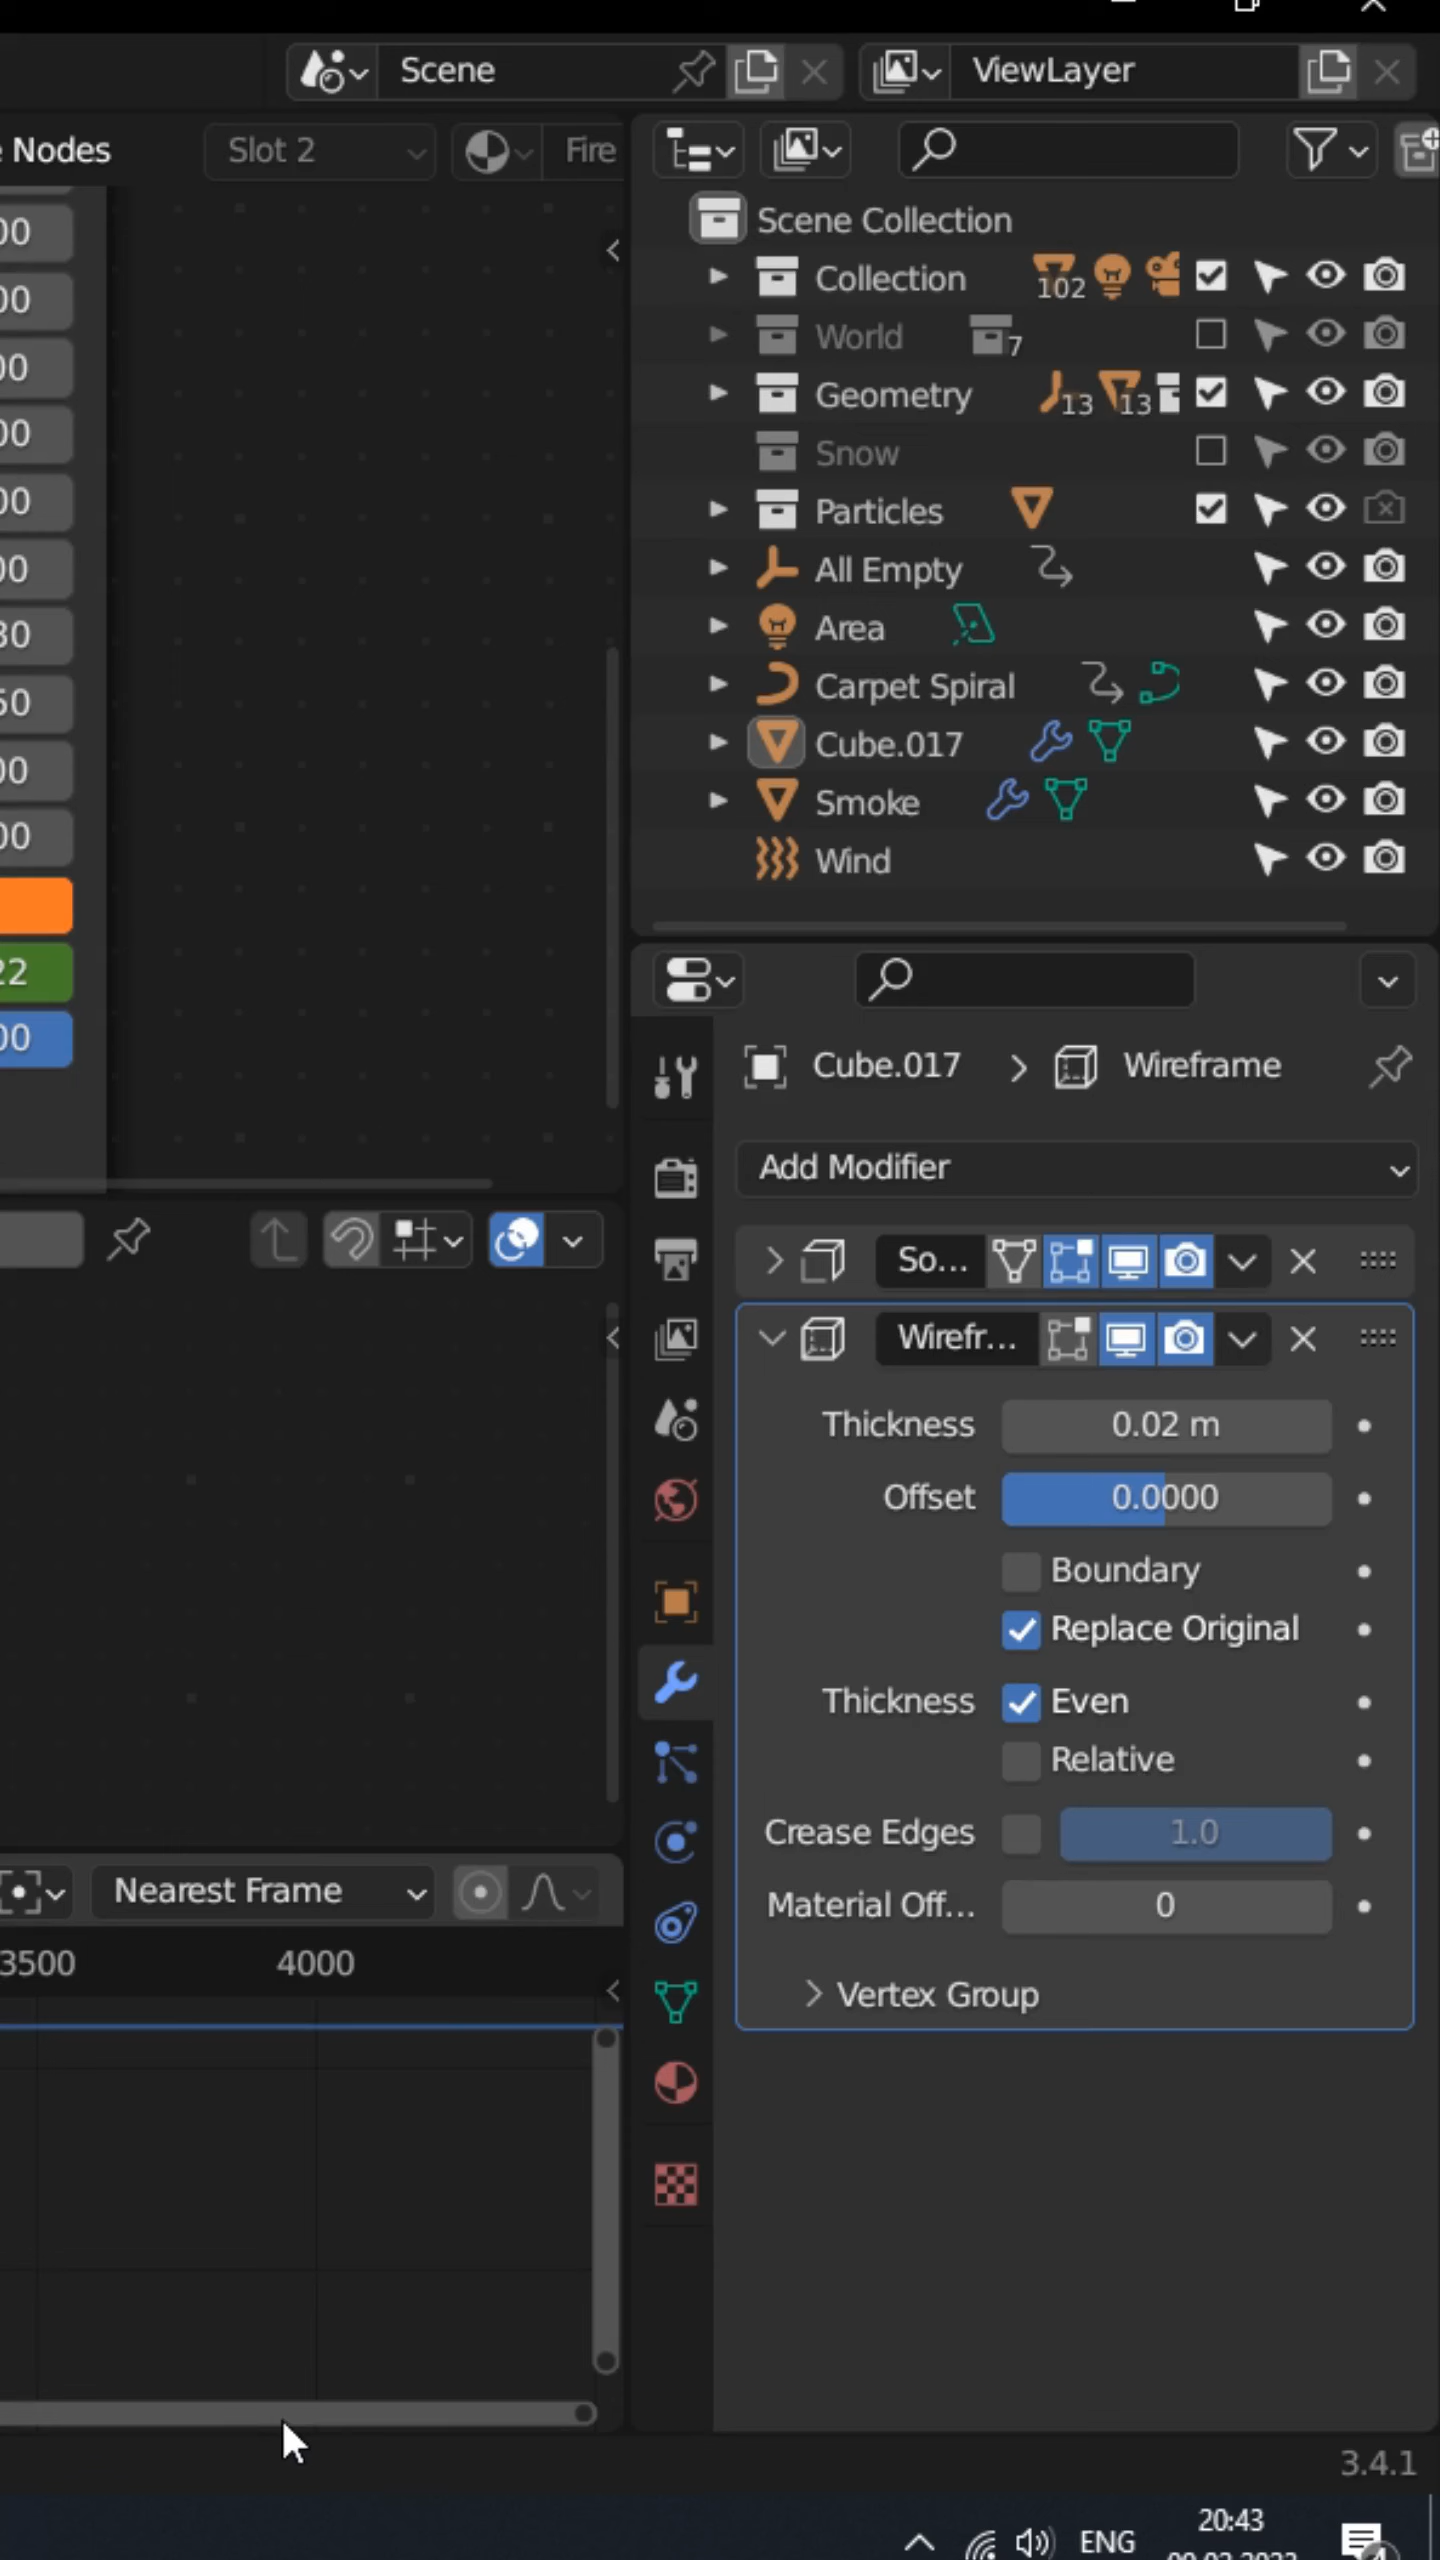 Scene
ViewLayer
Nodes
Slot 2
Fire
Scene Collection
Collection 102
World 7
Geometry 13 13
Snow
Particles
All Empty
Area
Carpet Spiral
Cube.017
Smoke
Wind
00
00
00
00
00
00
30
50
00
00
22
00
Cube.017 > Wireframe
Add Modifier
So...
Wirefr...
Thickness 0.02 m
Offset 0.0000
Boundary
Replace Original
Thickness Even
Relative
Crease Edges 1.0
Material Off... 0
Vertex Group
Nearest Frame
3500 4000
3.4.1
ENG 20:43